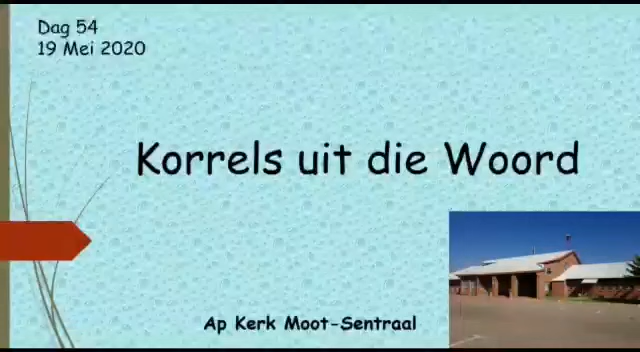 Dag 54
19 Mei 2020
Korrels uit die Woord
Ap Kerk Moot-Sentraal